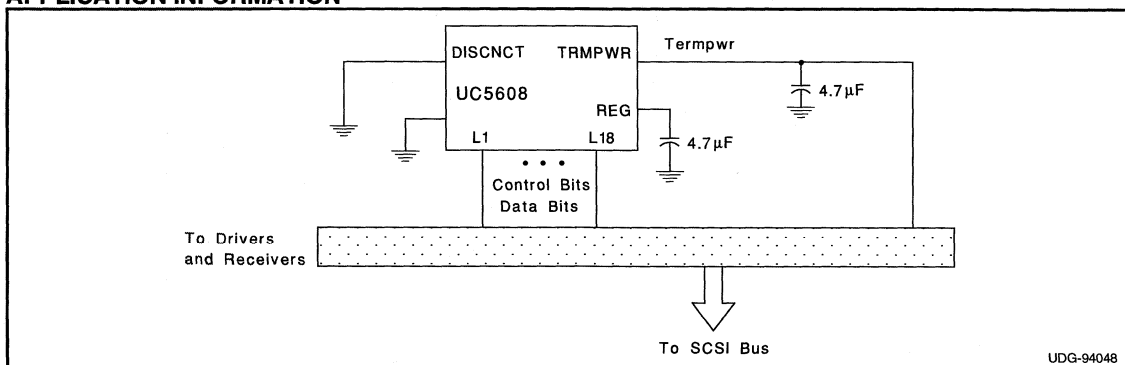 APPLICATION INFORMATION
DISCNCT
TRMPWR
Termpwr
UC5608
4.7µF
REG
L1
L18
4.7µF
• • •
Control Bits
Data Bits
To Drivers
and Receivers
To SCSI Bus
UDG-94048